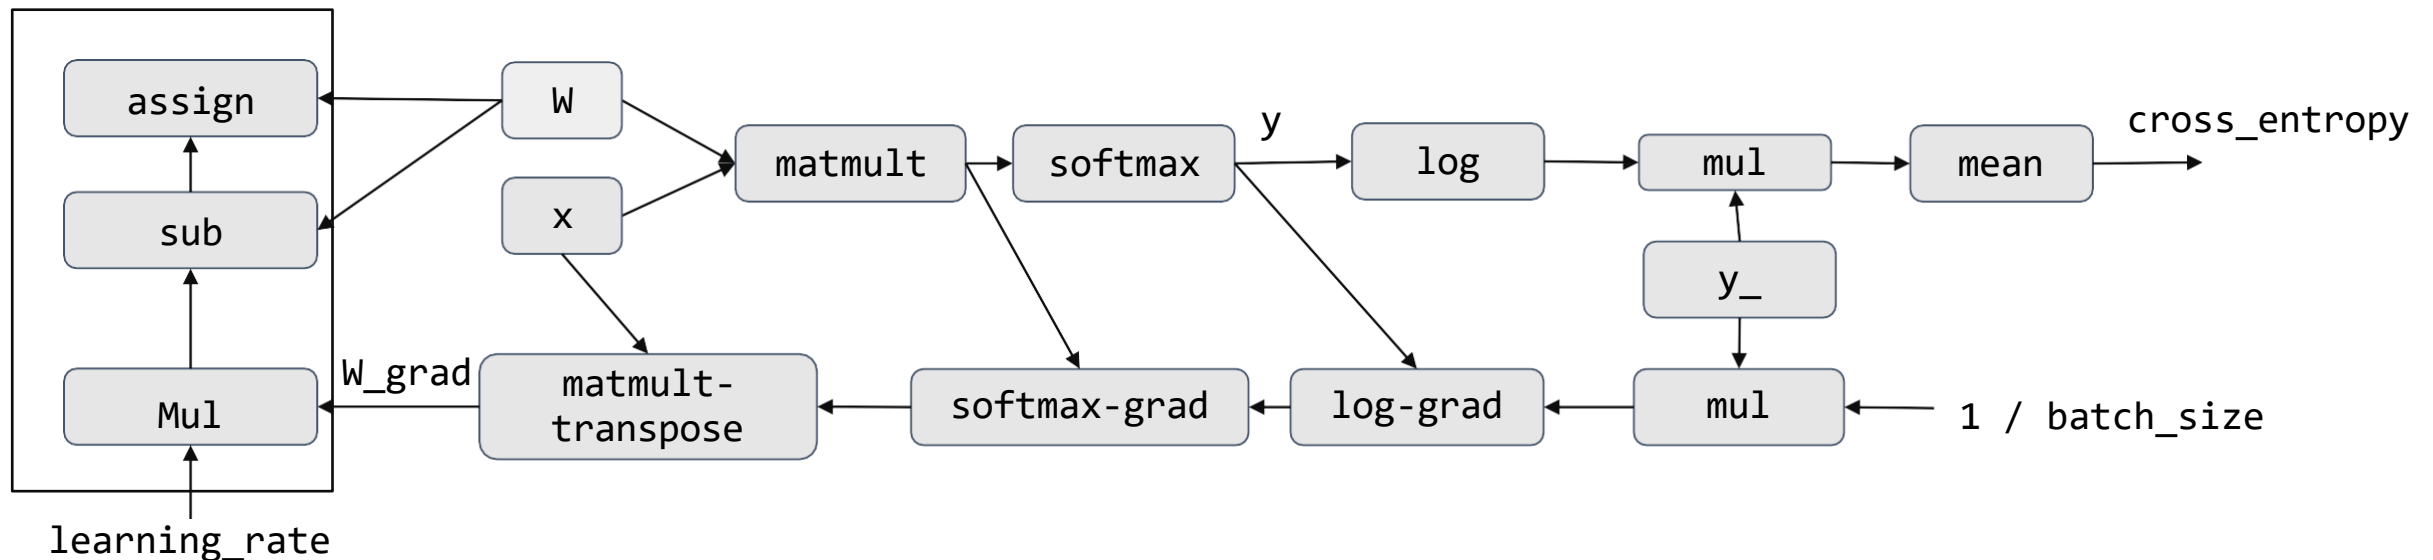 assign
W
y
cross_entropy
matmult
softmax
log
mul
mean
sub
x
y_
W_grad
Mul
matmult-
transpose
softmax-grad
log-grad
mul
1 / batch_size
learning_rate